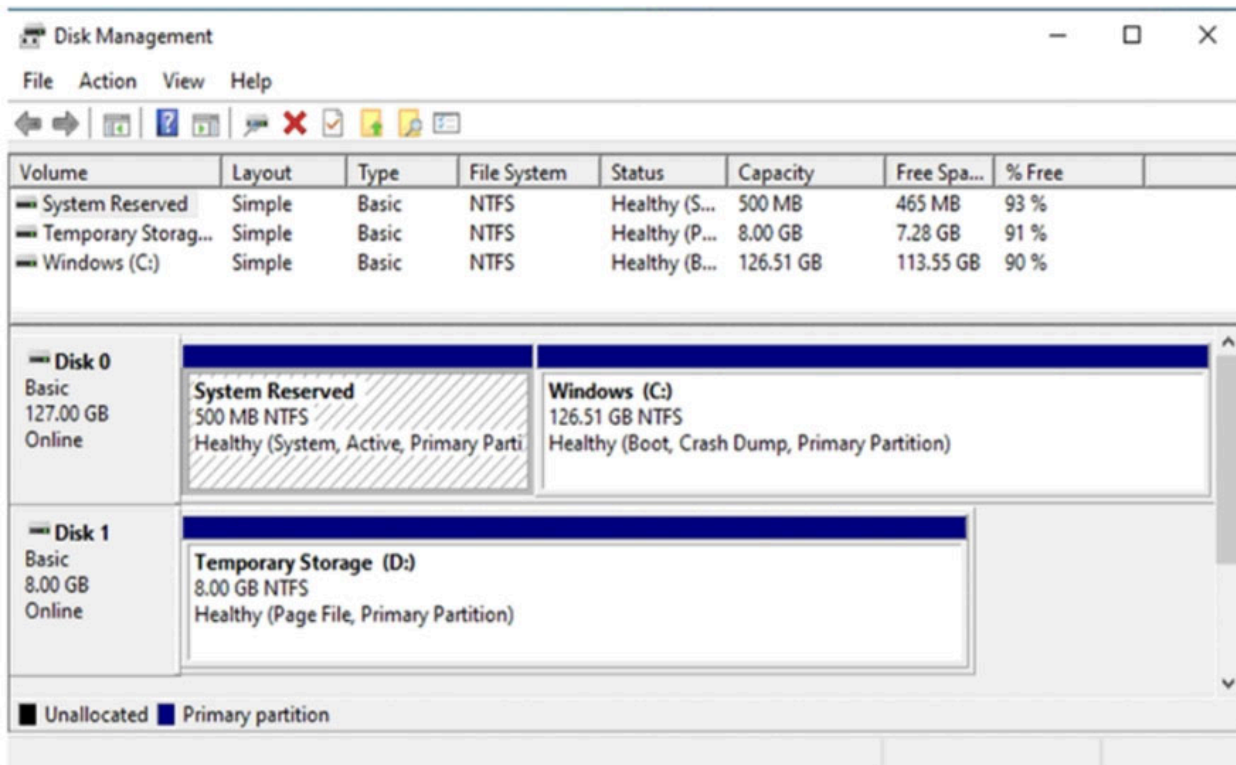 Disk Management
File Action View Help
Volume Layout Type File System Status Capacity Free Spa... % Free
System Reserved Simple Basic NTFS Healthy (S... 500 MB 465 MB 93 %
Temporary Storag... Simple Basic NTFS Healthy (P... 8.00 GB 7.28 GB 91 %
Windows (C:) Simple Basic NTFS Healthy (B... 126.51 GB 113.55 GB 90 %
Disk 0
Basic
127.00 GB
Online
System Reserved
500 MB NTFS
Healthy (System, Active, Primary Parti
Windows (C:)
126.51 GB NTFS
Healthy (Boot, Crash Dump, Primary Partition)
Disk 1
Basic
8.00 GB
Online
Temporary Storage (D:)
8.00 GB NTFS
Healthy (Page File, Primary Partition)
Unallocated Primary partition